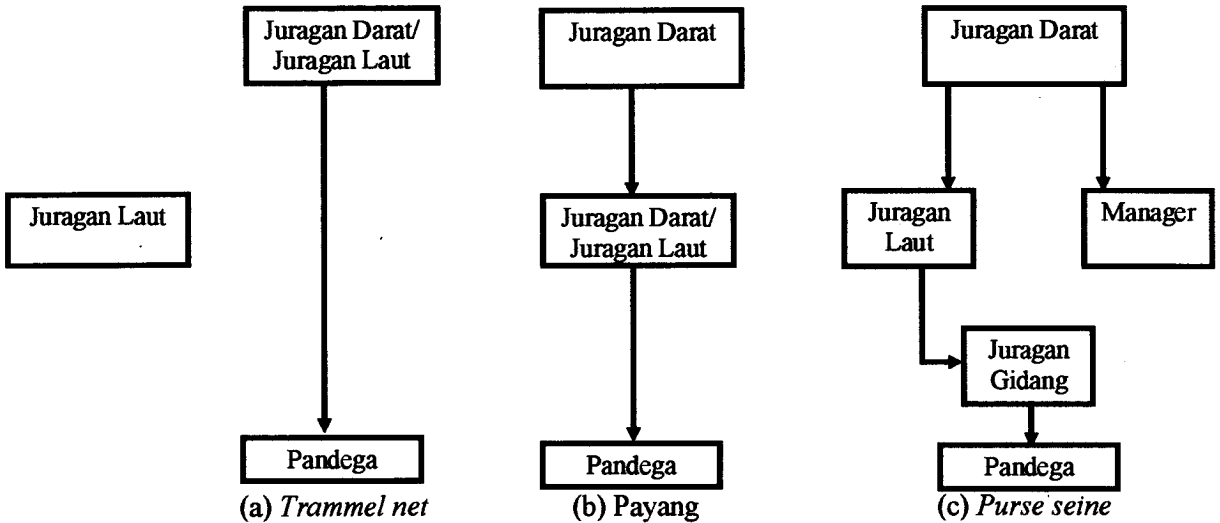 Juragan Darat/
Juragan Laut
Juragan Darat
Juragan Darat
Juragan Laut
Juragan Darat/
Juragan Laut
Juragan
Laut
Manager
Juragan
Gidang
Pandega
Pandega
Pandega
(a) Trammel net
(b) Payang
(c) Purse seine